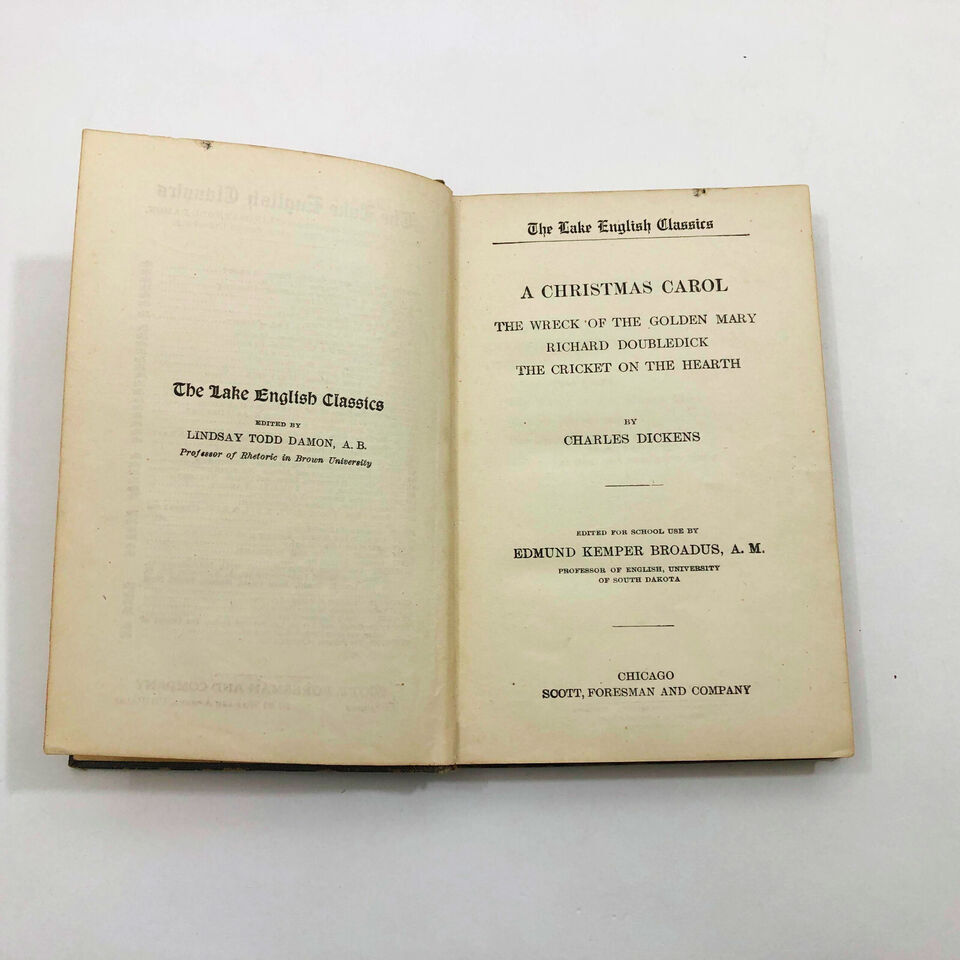 The Lake English Classics
EDITED BY
LINDSAY TODD DAMON, A. B.
Professor of Rhetoric in Brown University
The Lake English Classics
A CHRISTMAS CAROL
THE WRECK OF THE GOLDEN MARY
RICHARD DOUBLEDICK
THE CRICKET ON THE HEARTH
BY
CHARLES DICKENS
EDITED FOR SCHOOL USE BY
EDMUND KEMPER BROADUS, A. M.
PROFESSOR OF ENGLISH, UNIVERSITY
OF SOUTH DAKOTA
CHICAGO
SCOTT, FORESMAN AND COMPANY